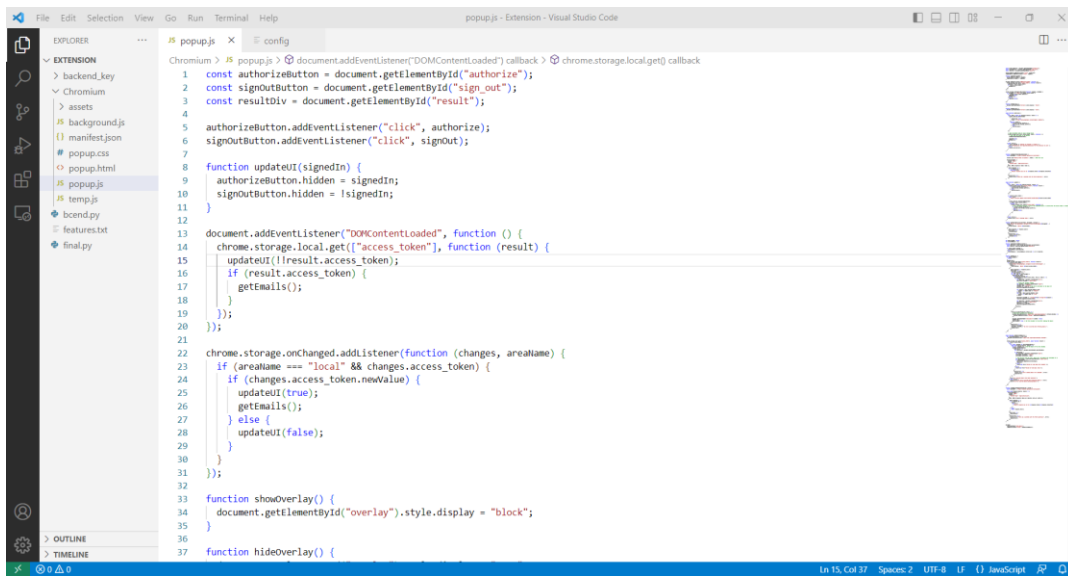 File Edit Selection View Go Run Terminal Help
popup.js - Extension - Visual Studio Code
EXPLORER
EXTENSION
backend_key
Chromium
assets
JS background.js
{} manifest.json
# popup.css
<> popup.html
JS popup.js
JS temp.js
bcend.py
features.txt
final.py
OUTLINE
TIMELINE
JS popup.js × config
Chromium > JS popup.js > document.addEventListener("DOMContentLoaded") callback > chrome.storage.local.get() callback
1 const authorizeButton = document.getElementById("authorize");
2 const signOutButton = document.getElementById("sign_out");
3 const resultDiv = document.getElementById("result");
4
5 authorizeButton.addEventListener("click", authorize);
6 signOutButton.addEventListener("click", signOut);
7
8 function updateUI(signedIn) {
9 authorizeButton.hidden = signedIn;
10 signOutButton.hidden = !signedIn;
11 }
12
13 document.addEventListener("DOMContentLoaded", function () {
14 chrome.storage.local.get(["access_token"], function (result) {
15 updateUI(!!result.access_token);
16 if (result.access_token) {
17 getEmails();
18 }
19 });
20 });
21
22 chrome.storage.onChanged.addListener(function (changes, areaName) {
23 if (areaName === "local" && changes.access_token) {
24 if (changes.access_token.newValue) {
25 updateUI(true);
26 getEmails();
27 } else {
28 updateUI(false);
29 }
30 }
31 });
32
33 function showOverlay() {
34 document.getElementById("overlay").style.display = "block";
35 }
36
37 function hideOverlay() {
0 0
Ln 15, Col 37 Spaces: 2 UTF-8 LF {} JavaScript